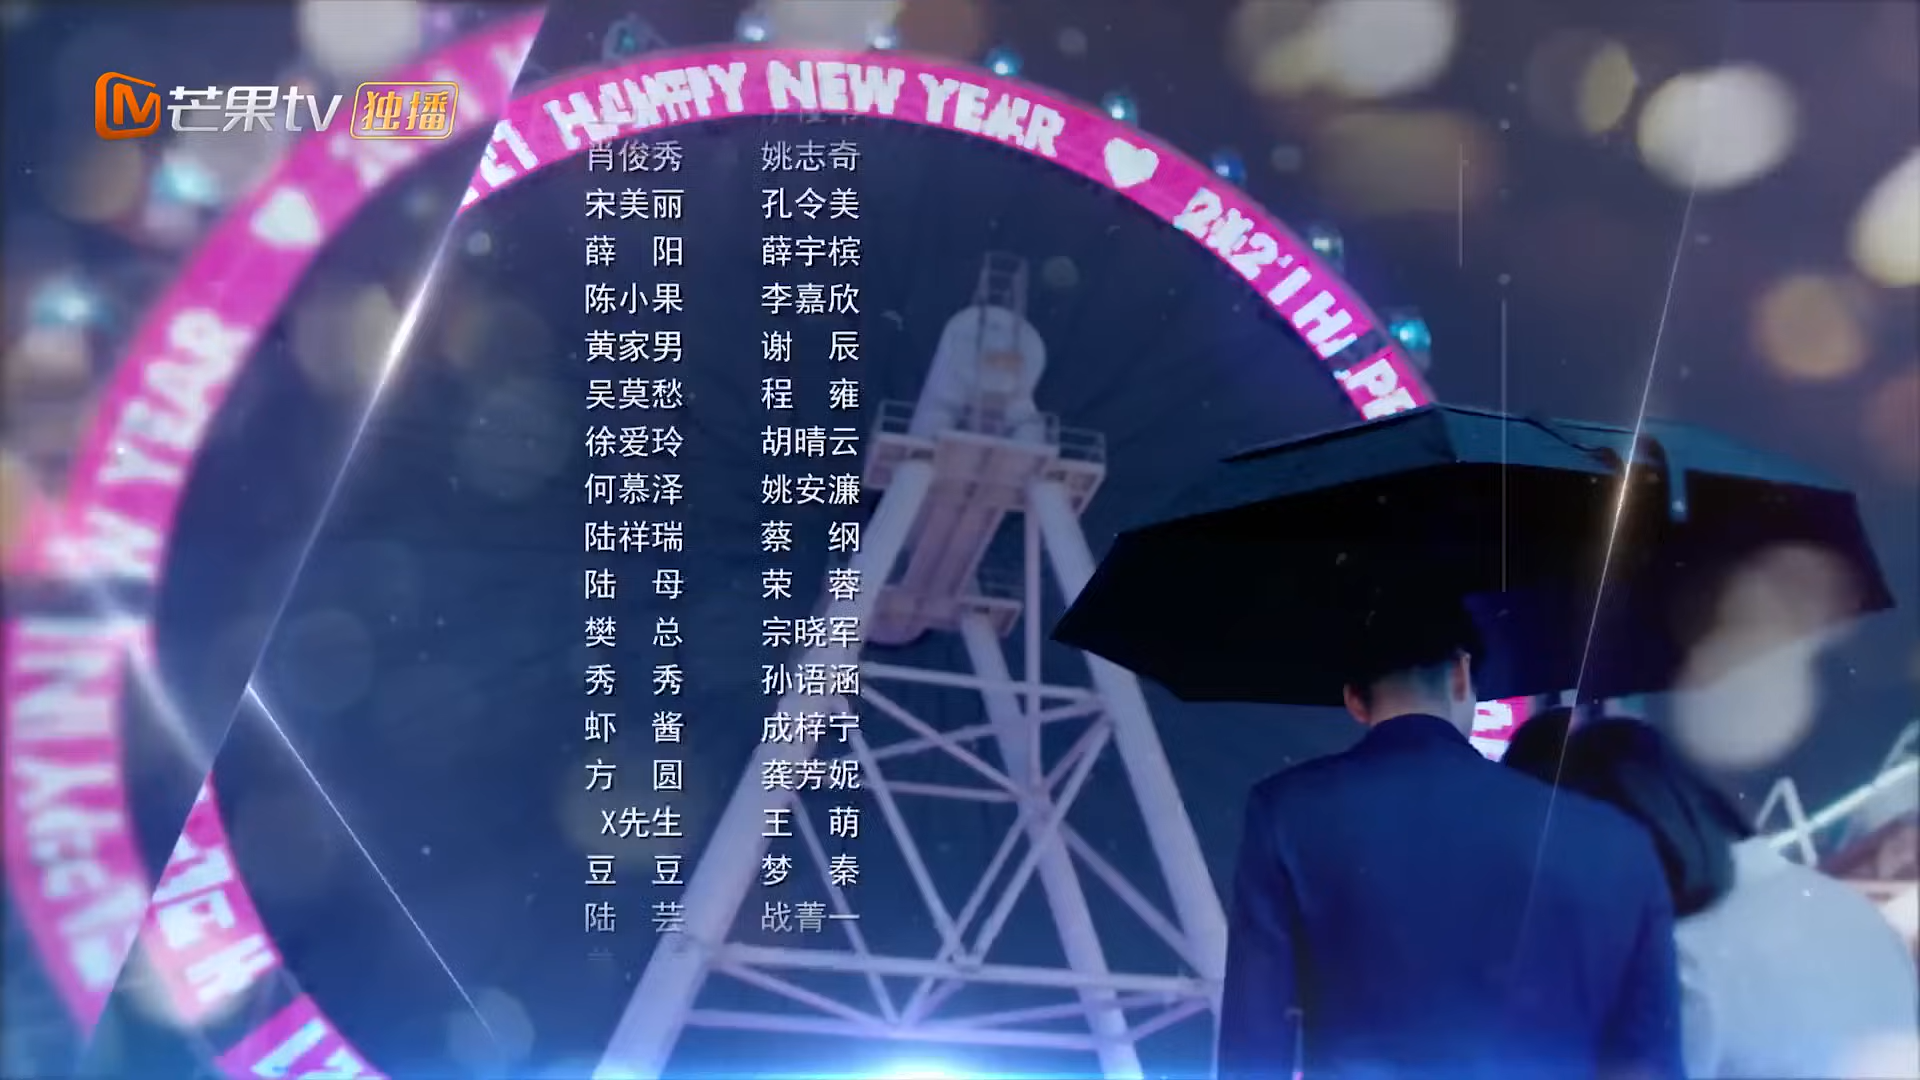 芒果tv 独播
NEW YEAR
肖俊秀 姚志奇
宋美丽 孔令美
薛 阳 薛宇槟
陈小果 李嘉欣
黄家男 谢 辰
吴莫愁 程 雍
徐爱玲 胡晴云
何慕泽 姚安濂
陆祥瑞 蔡 纲
陆 母 荣 蓉
樊 总 宗晓军
秀 秀 孙语涵
虾 酱 成梓宁
方 圆 龚芳妮
X先生 王 萌
豆 豆 梦 秦
陆 芸 战菁一